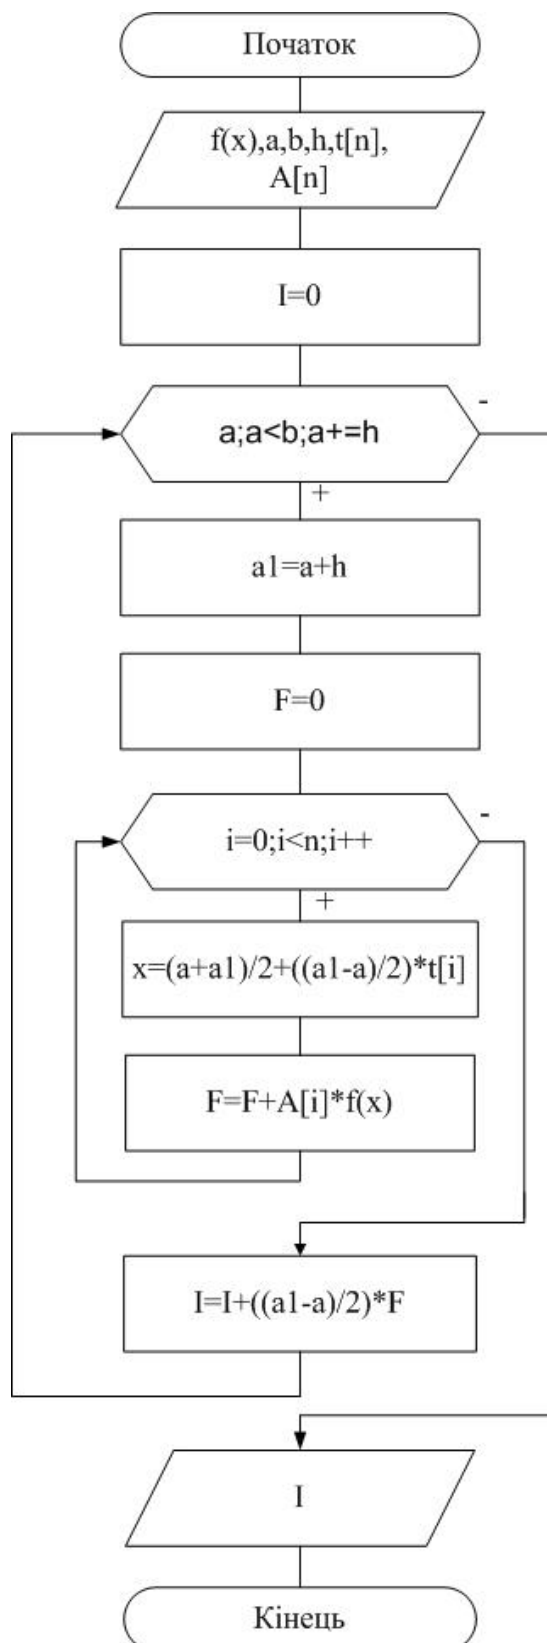 Початок
f(x),a,b,h,t[n],
A[n]
I=0
-
a;a<b;a+=h
+
a1=a+h
F=0
-
i=0;i<n;i++
+
x=(a+a1)/2+((a1-a)/2)*t[i]
F=F+A[i]*f(x)
I=I+((a1-a)/2)*F
I
Кінець